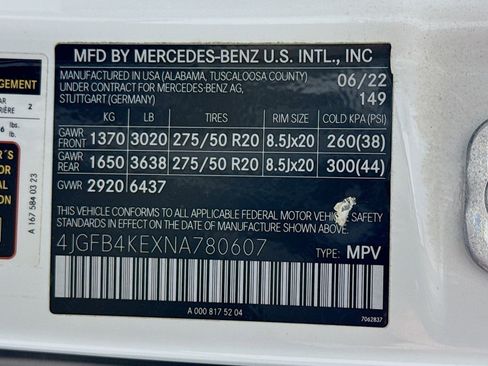 MFD BY MERCEDES-BENZ U.S. INTL., INC
MANUFACTURED IN USA (ALABAMA, TUSCALOOSA COUNTY) 06/22
UNDER CONTRACT FOR MERCEDES-BENZ AG, 149
STUTTGART (GERMANY)
KG LB TIRES RIM SIZE COLD KPA(PSI)
GAWR FRONT 1370 3020 275/50 R20 8.5Jx20 260(38)
GAWR REAR 1650 3638 275/50 R20 8.5Jx20 300(44)
GVWR 2920 6437
THIS VEHICLE CONFORMS TO ALL APPLICABLE FEDERAL MOTOR VEHICLE SAFETY
STANDARDS IN EFFECT ON THE DATE OF MANUFACTURE SHOWN ABOVE.
4JGFB4KEXNA780607 TYPE: MPV
A 000 817 52 04
7062837
A 167 584 03 23
2
lbs.
lb.